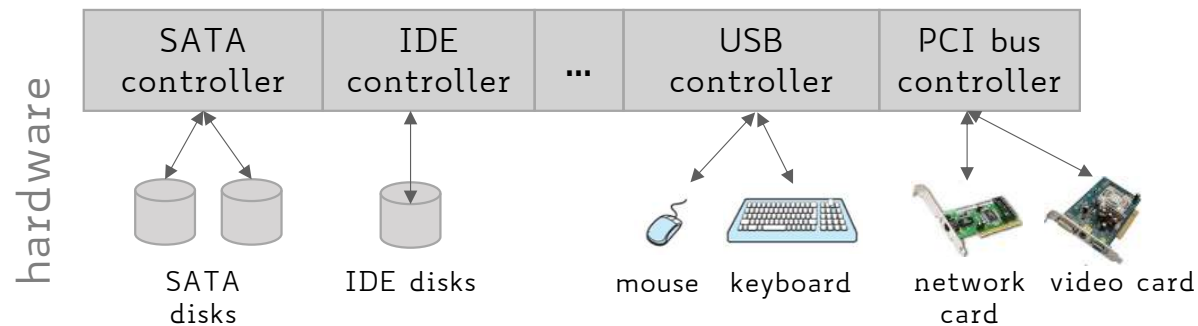 hardware
SATA
controller
IDE
controller
...
USB
controller
PCI bus
controller
SATA
disks
IDE disks
mouse
keyboard
network
card
video card